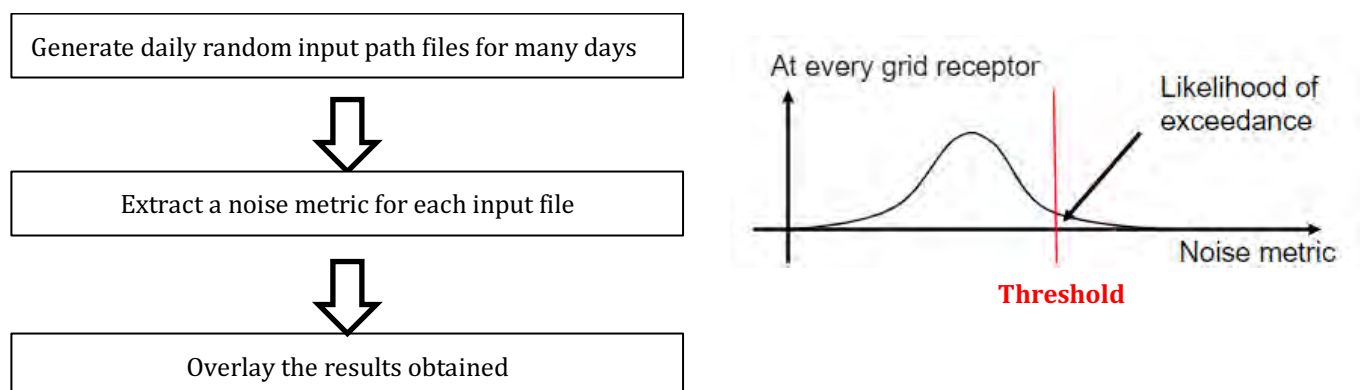 Generate daily random input path files for many days
Extract a noise metric for each input file
Overlay the results obtained
At every grid receptor
Likelihood of
exceedance
Noise metric
Threshold